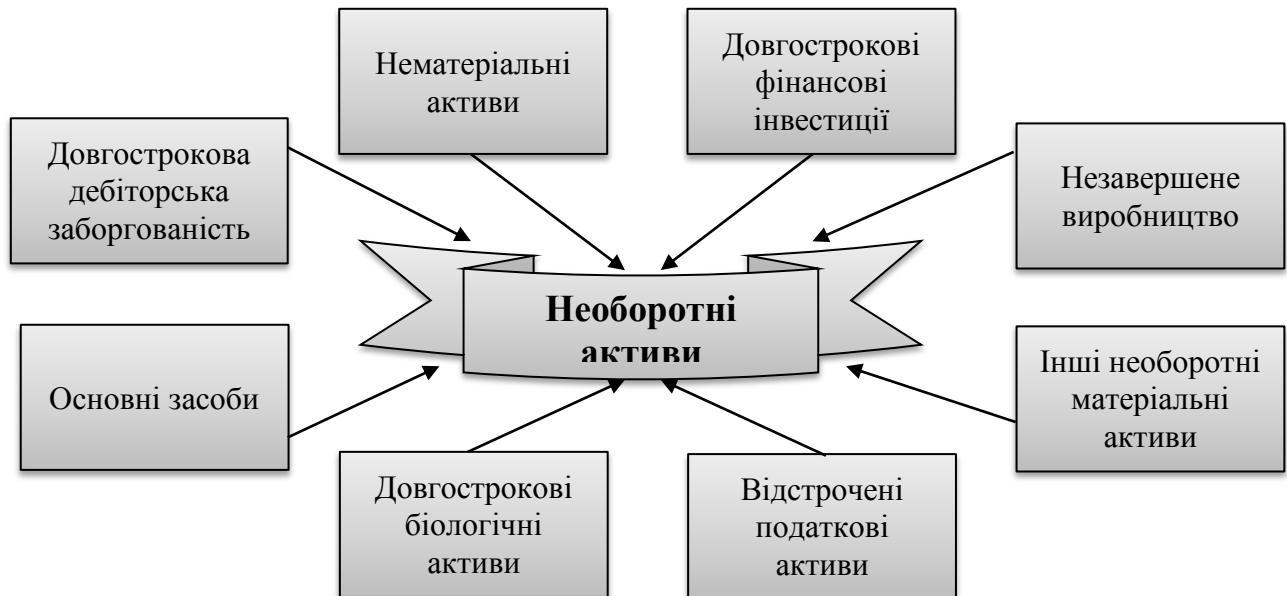 Нематеріальні
активи
Довгострокові
фінансові
інвестиції
Довгострокова
дебіторська
заборгованість
Незавершене
виробництво
Необоротні
активи
Основні засоби
Інші необоротні
матеріальні
активи
Довгострокові
біологічні
активи
Відстрочені
податкові
активи